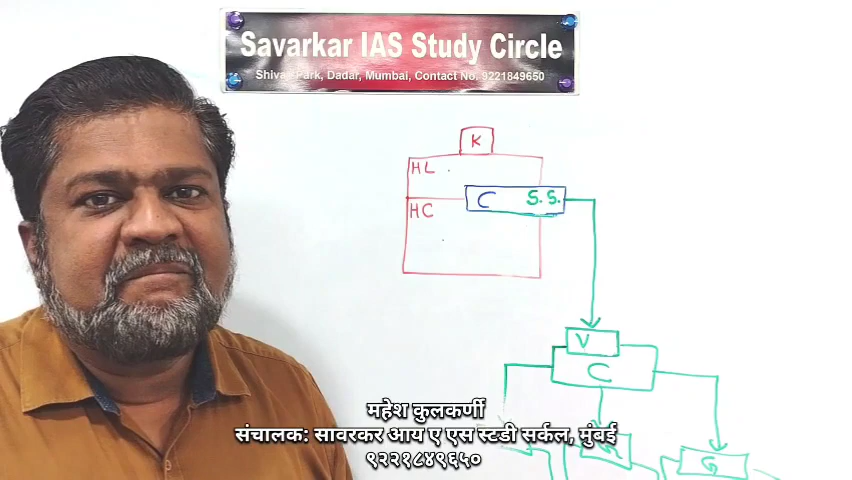 Savarkar IAS Study Circle
Shivaji Park, Dadar, Mumbai, Contact No. 9221849650
K
HL
HC
C S.S.
V
C
G
महेश कुलकर्णी
संचालक: सावरकर आय ए एस स्टडी सर्कल, मुंबई
९२२१८४९६५०